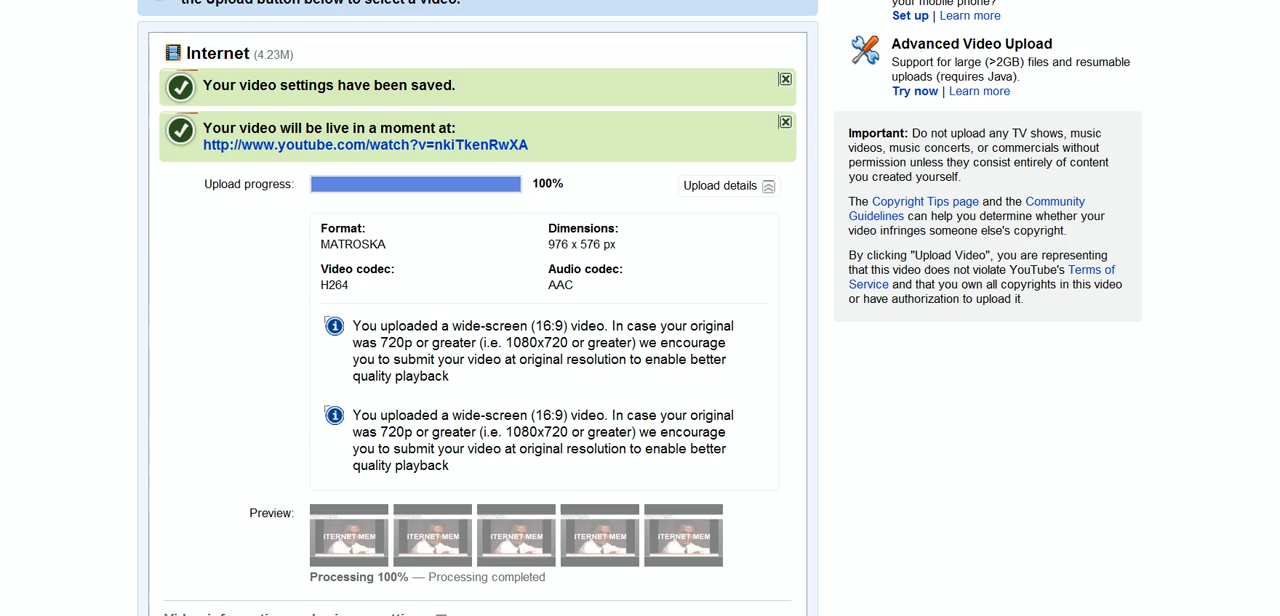 the Upload button below to select a video.
Internet (4.23M)
Your video settings have been saved.
Your video will be live in a moment at:
http://www.youtube.com/watch?v=nkiTkenRwXA
Upload progress: 100% Upload details
Format:
MATROSKA
Dimensions:
976 x 576 px
Video codec:
H264
Audio codec:
AAC
You uploaded a wide-screen (16:9) video. In case your original
was 720p or greater (i.e. 1080x720 or greater) we encourage
you to submit your video at original resolution to enable better
quality playback
You uploaded a wide-screen (16:9) video. In case your original
was 720p or greater (i.e. 1080x720 or greater) we encourage
you to submit your video at original resolution to enable better
quality playback
Preview:
ITERNET MEM
ITERNET MEM
ITERNET MEM
ITERNET MEM
ITERNET MEM
Processing 100% — Processing completed
your mobile phone?
Set up | Learn more
Advanced Video Upload
Support for large (>2GB) files and resumable
uploads (requires Java).
Try now | Learn more
Important: Do not upload any TV shows, music
videos, music concerts, or commercials without
permission unless they consist entirely of content
you created yourself.
The Copyright Tips page and the Community
Guidelines can help you determine whether your
video infringes someone else's copyright.
By clicking "Upload Video", you are representing
that this video does not violate YouTube's Terms of
Service and that you own all copyrights in this video
or have authorization to upload it.